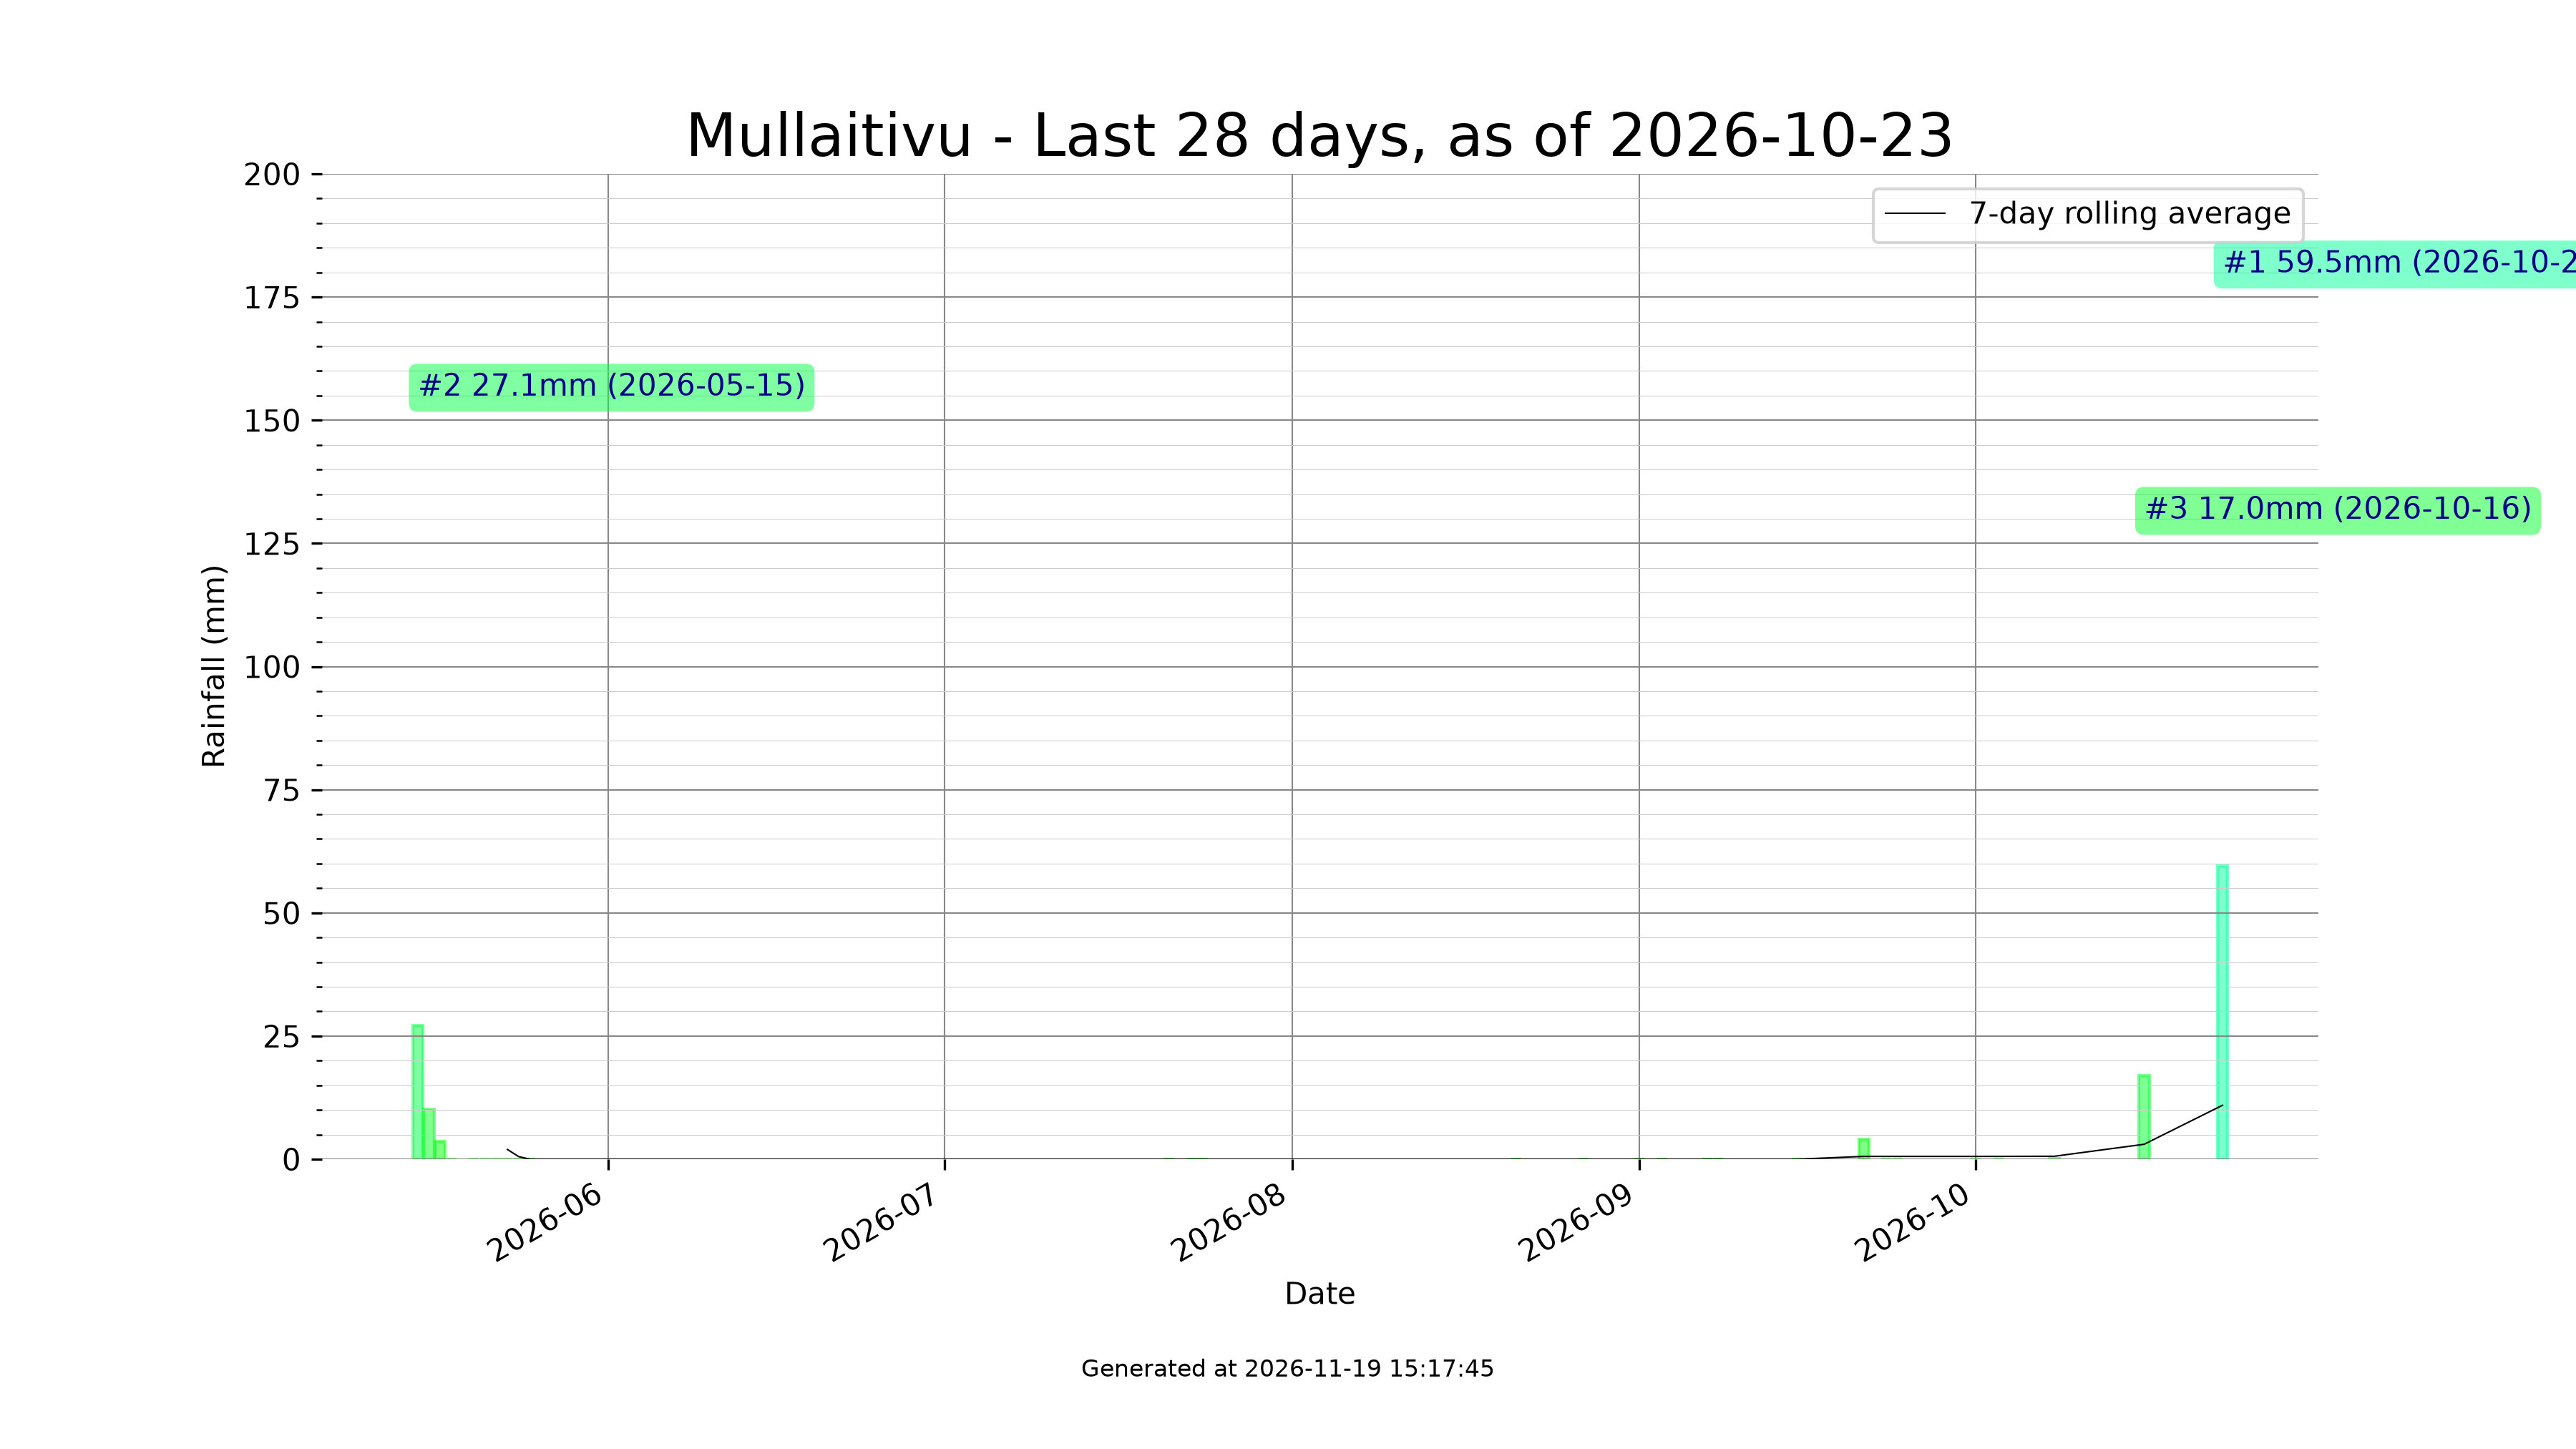 Mullaitivu - Last 28 days, as of 2026-10-23
200
175
150
125
100
75
50
25
0
Rainfall (mm)
7-day rolling average
#1 59.5mm (2026-10-2
#2 27.1mm (2026-05-15)
#3 17.0mm (2026-10-16)
2026-06
2026-07
2026-08
2026-09
2026-10
Date
Generated at 2026-11-19 15:17:45